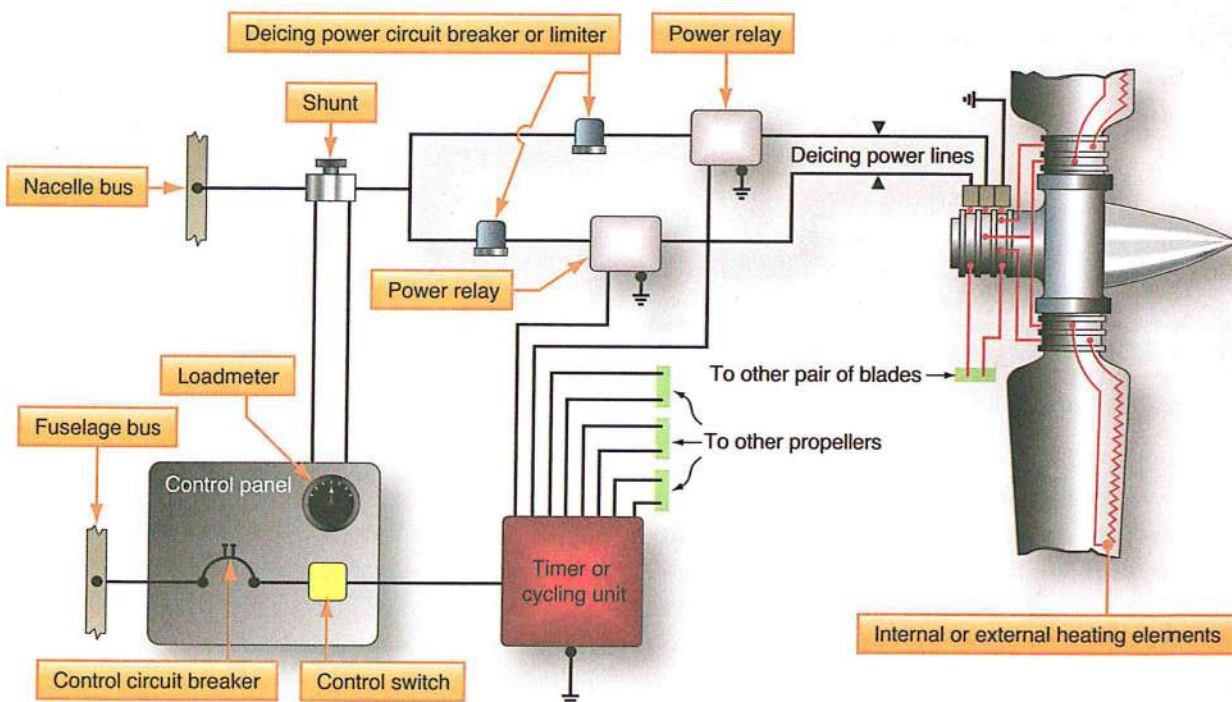 Deicing power circuit breaker or limiter
Power relay
Shunt
Nacelle bus
Deicing power lines
Power relay
Loadmeter
To other pair of blades
Fuselage bus
To other propellers
Control panel
Timer or
cycling unit
Internal or external heating elements
Control circuit breaker
Control switch